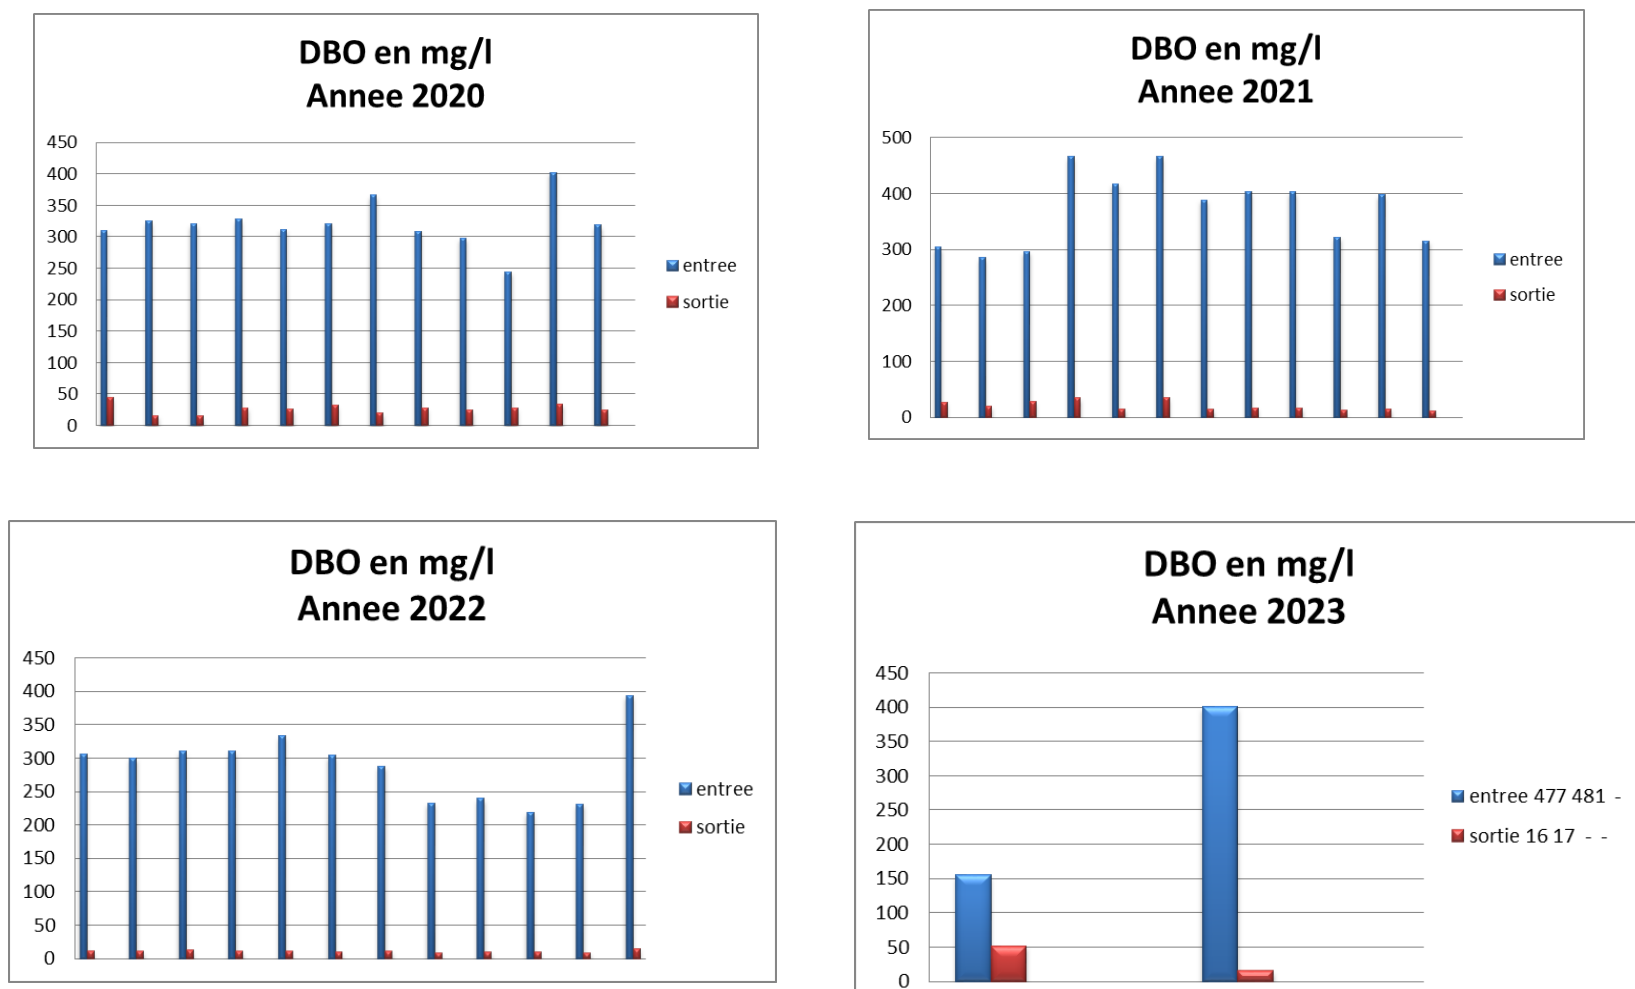 DBO en mg/l
Annee 2020
450
400
350
300
250
200
150
100
50
0
entree
sortie
DBO en mg/l
Annee 2021
500
400
300
200
100
0
entree
sortie
DBO en mg/l
Annee 2022
450
400
350
300
250
200
150
100
50
0
entree
sortie
DBO en mg/l
Annee 2023
450
400
350
300
250
200
150
100
50
0
entree 477 481 -
sortie 16 17 - -